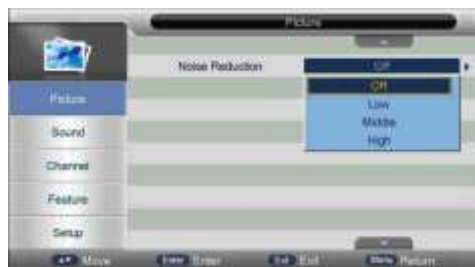 Picture
Noise Reduction
Off
Off
Low
Middle
High
Picture
Sound
Channel
Feature
Setup
Move
Enter Enter
Exit Exit
Menu Return